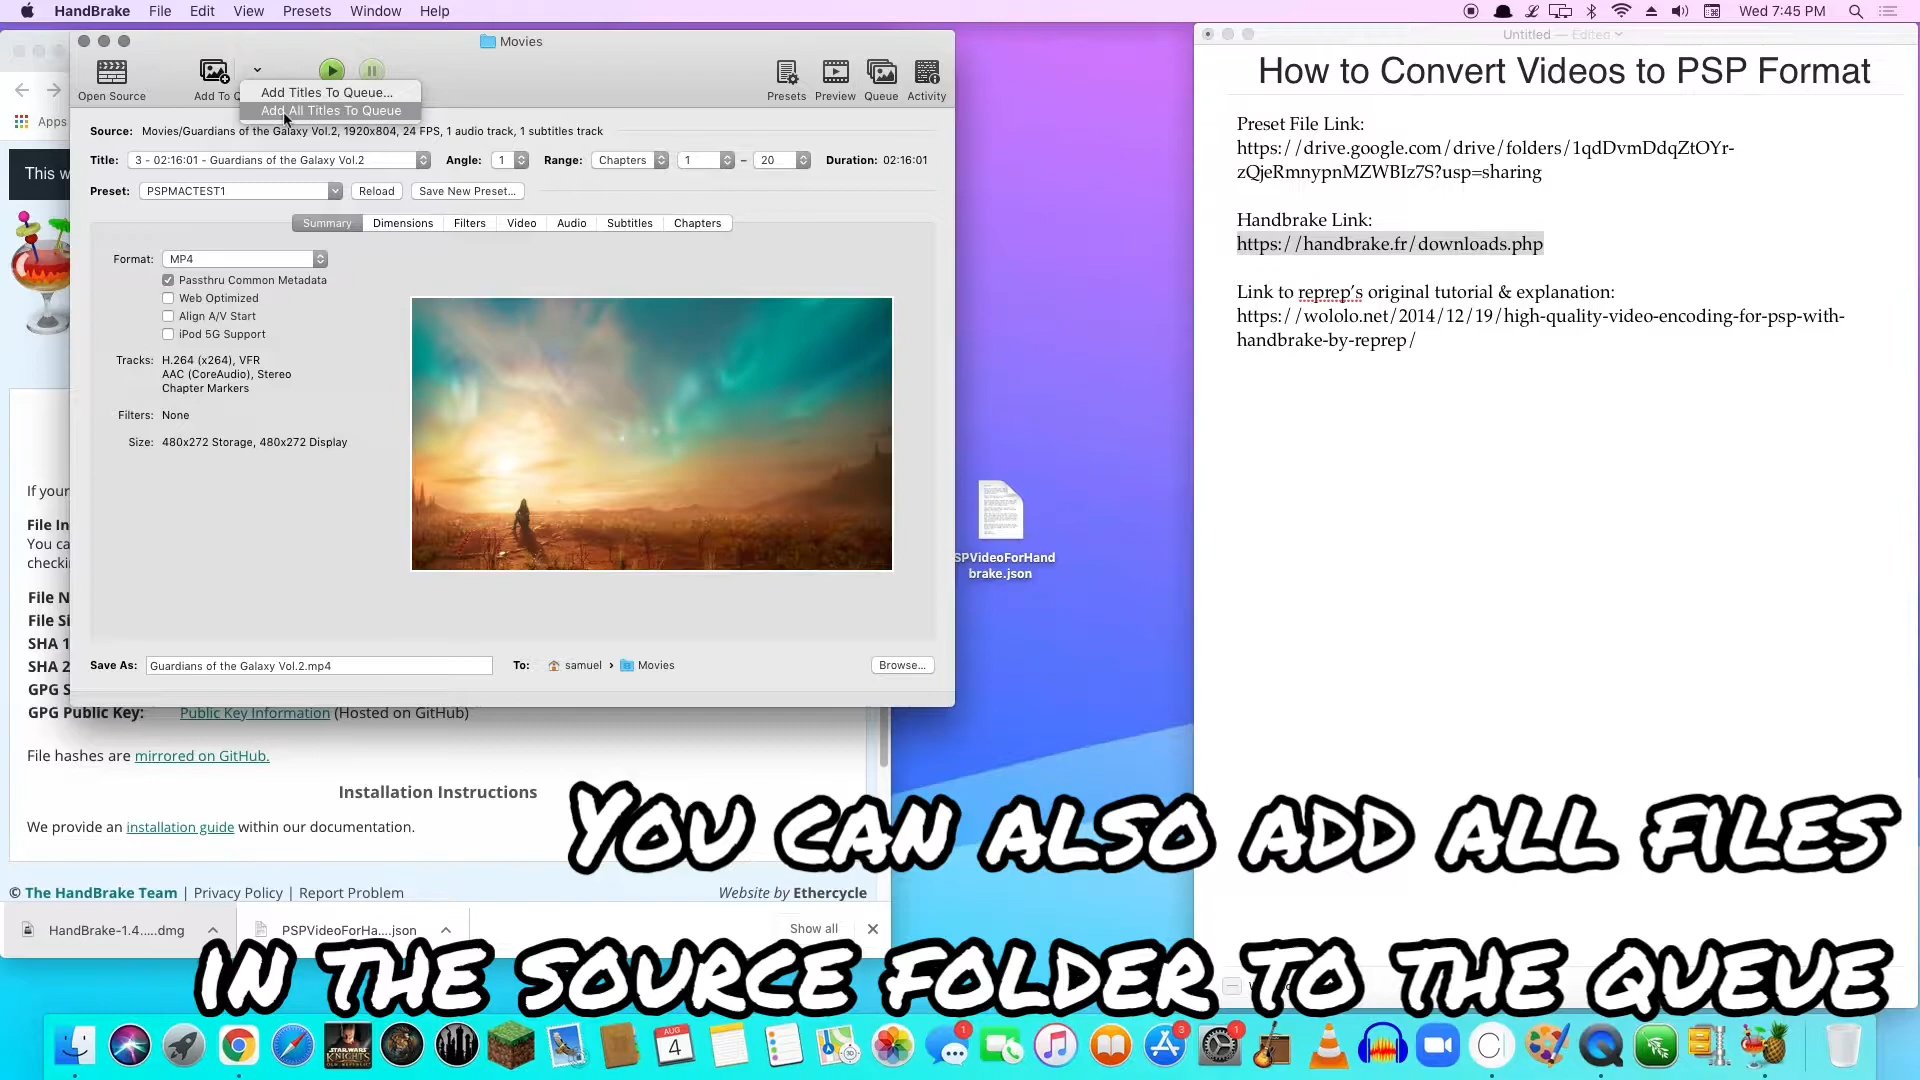 HandBrake File Edit View Presets Window Help
Wed 7:45 PM
Movies
Open Source
Add To Q
Presets Preview Queue Activity
Add Titles To Queue...
Add All Titles To Queue
Source: Movies/Guardians of the Galaxy Vol.2, 1920x804, 24 FPS, 1 audio track, 1 subtitles track
Title: 3 - 02:16:01 - Guardians of the Galaxy Vol.2 Angle: 1 Range: Chapters 1 – 20 Duration: 02:16:01
Preset: PSPMACTEST1 Reload Save New Preset...
Summary Dimensions Filters Video Audio Subtitles Chapters
Format: MP4
Passthru Common Metadata
Web Optimized
Align A/V Start
iPod 5G Support
Tracks: H.264 (x264), VFR
AAC (CoreAudio), Stereo
Chapter Markers
Filters: None
Size: 480x272 Storage, 480x272 Display
Save As: Guardians of the Galaxy Vol.2.mp4 To: samuel › Movies Browse...
Apps
This w
If your
File In
You ca
checki
File N
File Si
SHA 1
SHA 2
GPG S
GPG Public Key: Public Key Information (Hosted on GitHub)
File hashes are mirrored on GitHub.
Installation Instructions
We provide an installation guide within our documentation.
© The HandBrake Team | Privacy Policy | Report Problem
Website by Ethercycle
HandBrake-1.4.....dmg
PSPVideoForHa....json
Show all
SPVideoForHand
brake.json
Untitled — Edited
How to Convert Videos to PSP Format
Preset File Link:
https://drive.google.com/drive/folders/1qdDvmDdqZtOYr-
zQjeRmnypnMZWBIz7S?usp=sharing
Handbrake Link:
https://handbrake.fr/downloads.php
Link to reprep's original tutorial & explanation:
https://wololo.net/2014/12/19/high-quality-video-encoding-for-psp-with-
handbrake-by-reprep/
You can also add all files
in the source folder to the queue
STAR WARS
KNIGHTS
AUG
4
1
3
1